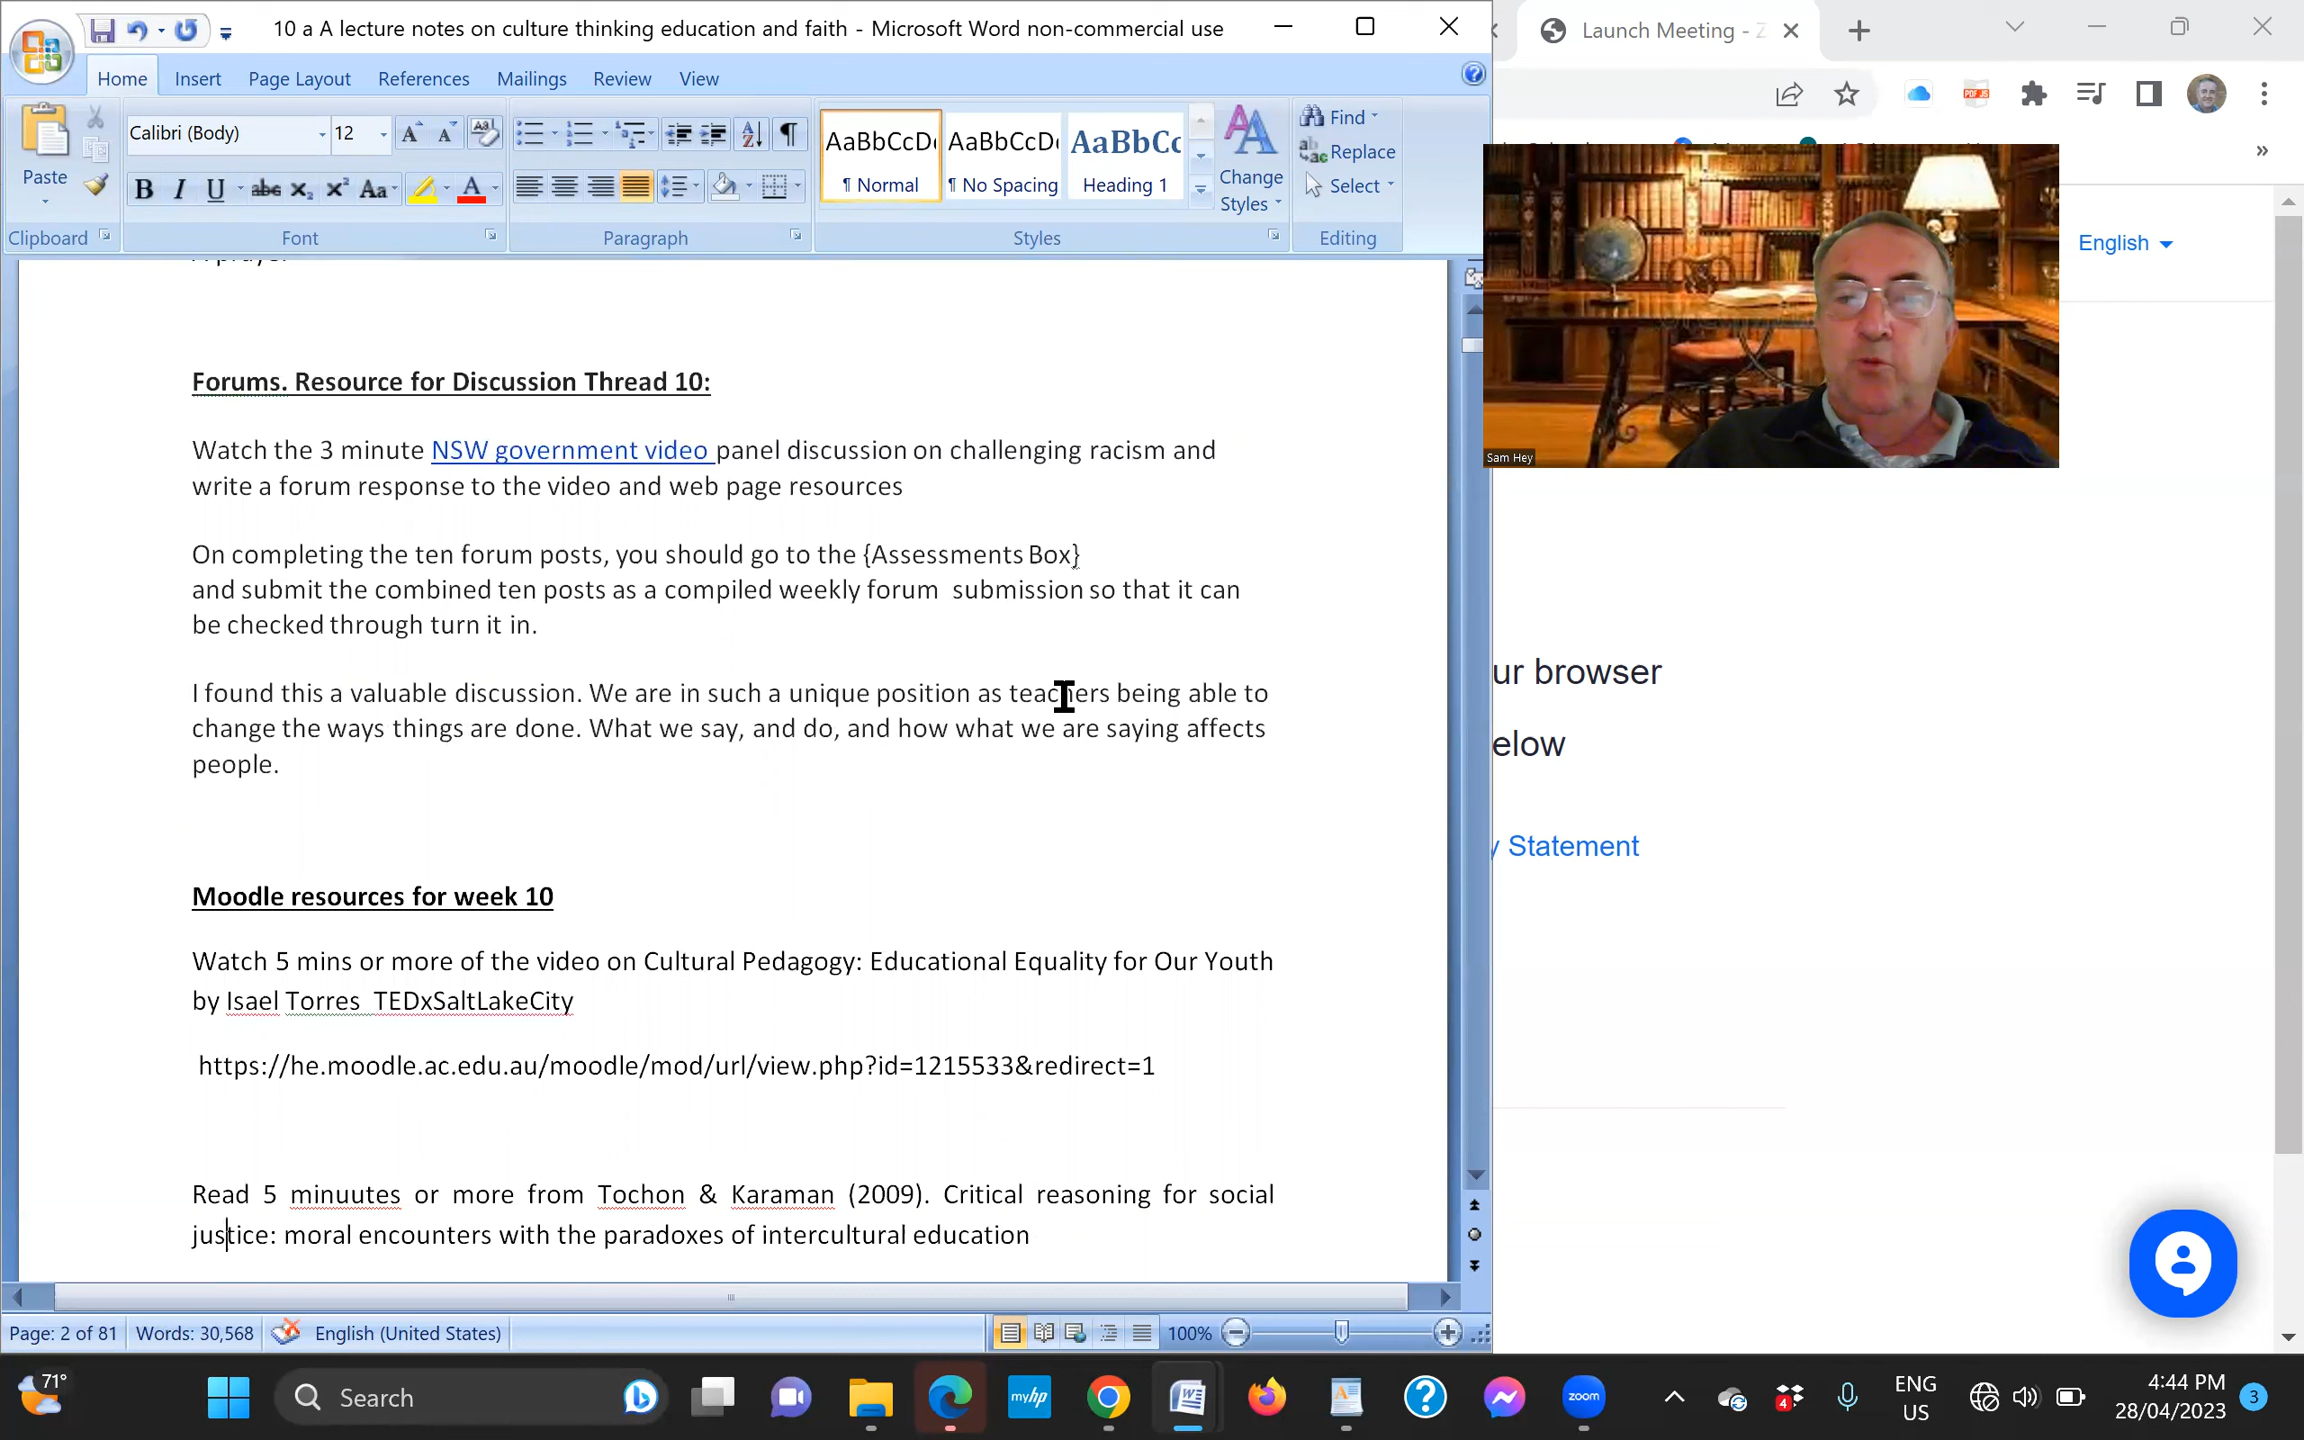 10 a A lecture notes on culture thinking education and faith - Microsoft Word non-commercial use
Launch Meeting - Z
Home Insert Page Layout References Mailings Review View
Paste
Clipboard
Calibri (Body) 12
Font
Paragraph
AaBbCcDc ¶ Normal
AaBbCcDc ¶ No Spacing
AaBbCc Heading 1
Change Styles
Styles
Find
Replace
Select
Editing
English
Sam Hey
Forums. Resource for Discussion Thread 10:
Watch the 3 minute NSW government video panel discussion on challenging racism and
write a forum response to the video and web page resources
On completing the ten forum posts, you should go to the {Assessments Box}
and submit the combined ten posts as a compiled weekly forum  submission so that it can
be checked through turn it in.
I found this a valuable discussion. We are in such a unique position as teachers being able to
change the ways things are done. What we say, and do, and how what we are saying affects
people.
Moodle resources for week 10
Watch 5 mins or more of the video on Cultural Pedagogy: Educational Equality for Our Youth
by Isael Torres  TEDxSaltLakeCity
https://he.moodle.ac.edu.au/moodle/mod/url/view.php?id=1215533&redirect=1
Read 5 minuutes or more from Tochon & Karaman (2009). Critical reasoning for social
justice: moral encounters with the paradoxes of intercultural education
ur browser
elow
y Statement
Page: 2 of 81 Words: 30,568 English (United States) 100%
71°
Search
myhp
zoom
4
ENG
US
4:44 PM
28/04/2023
3